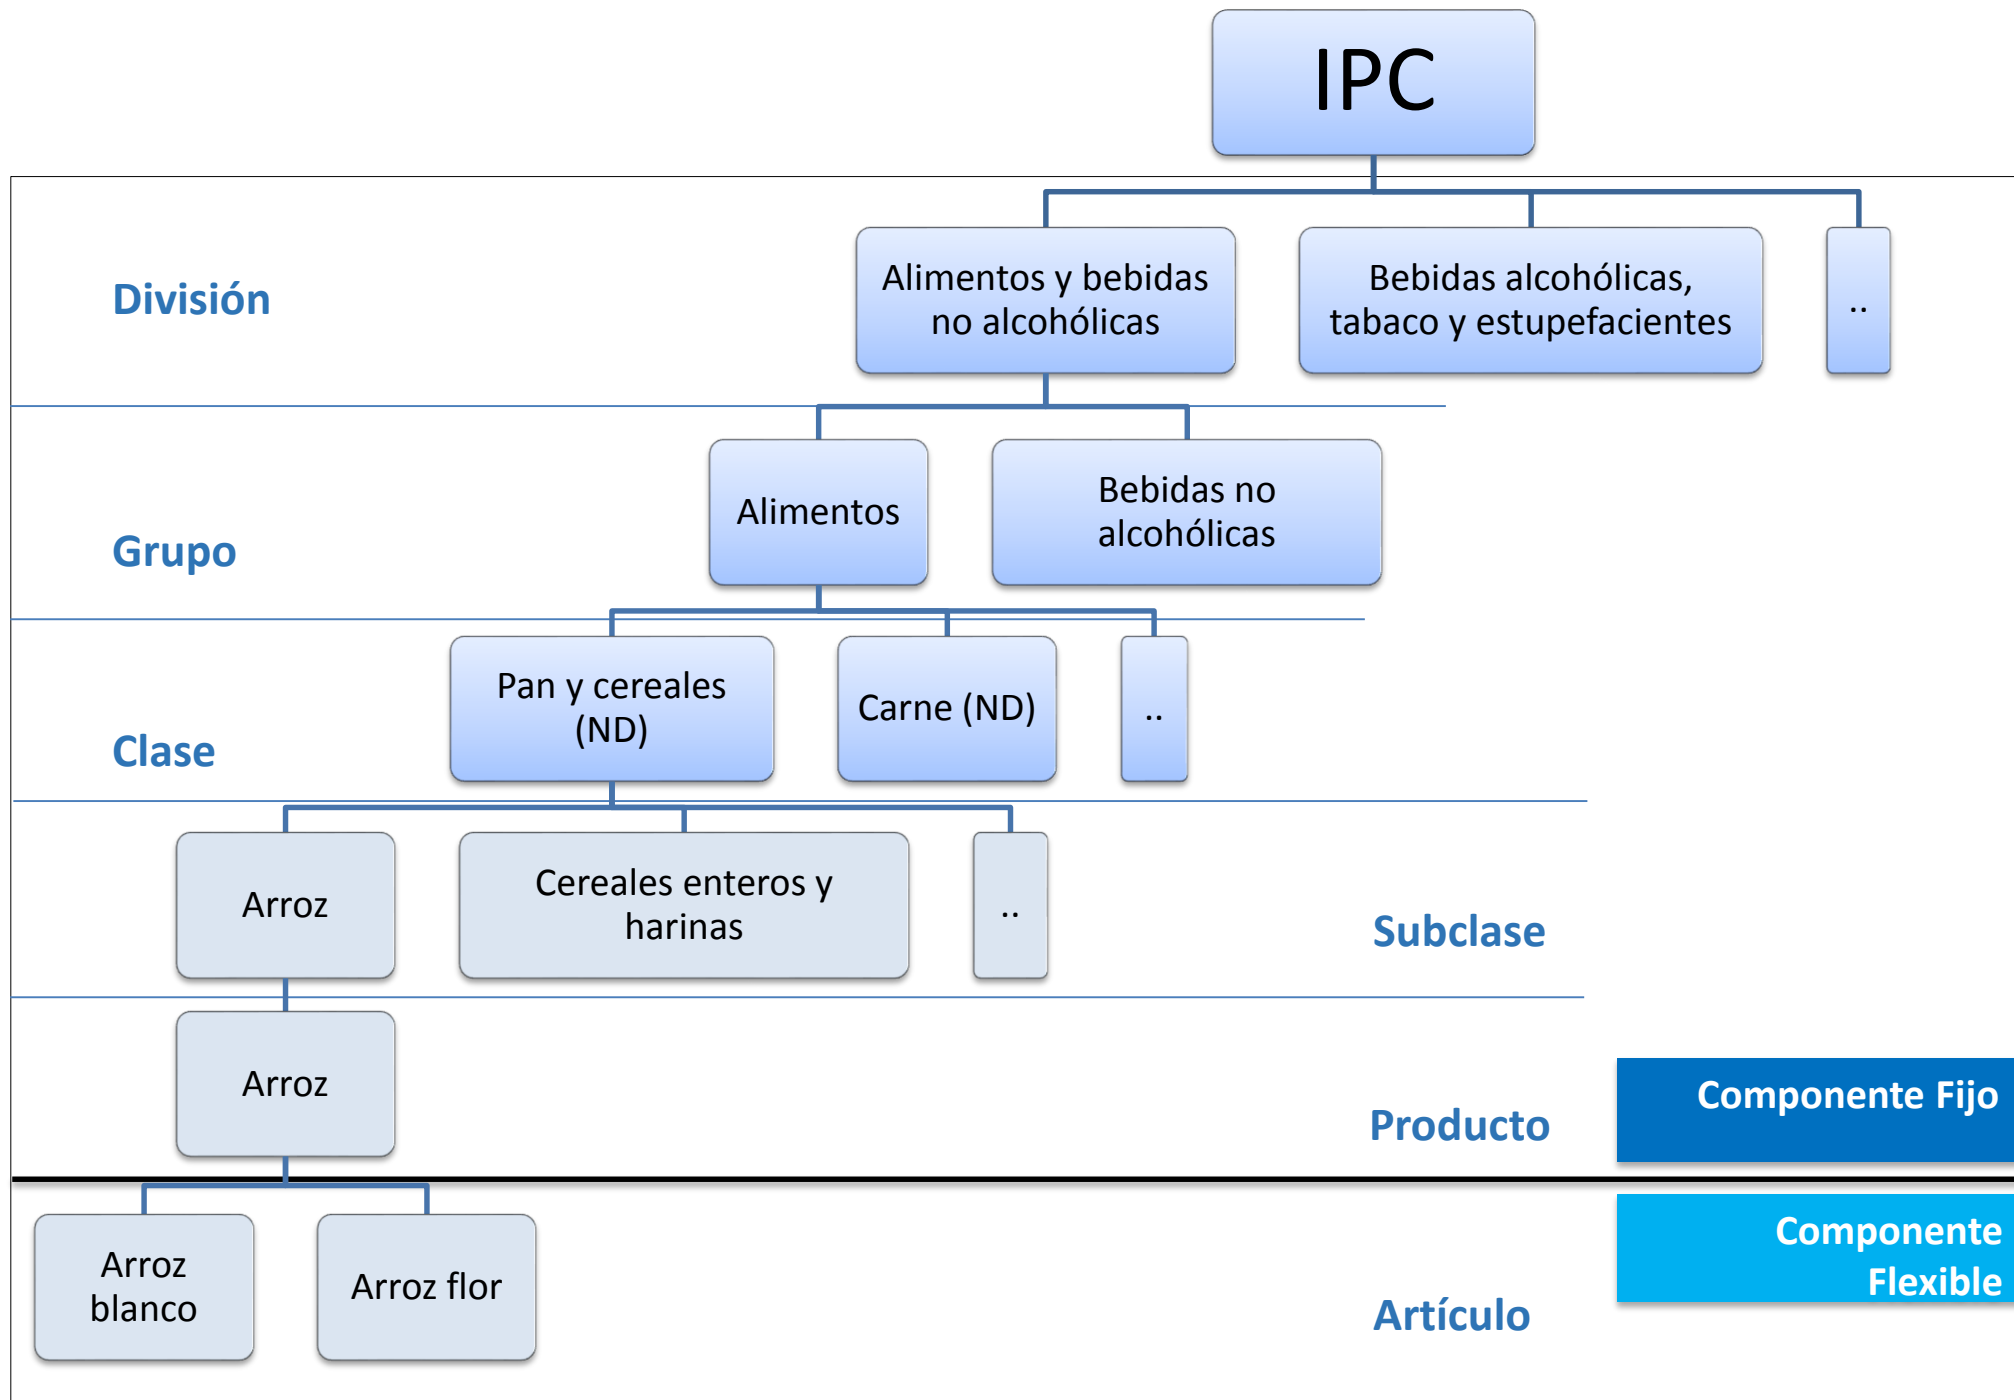 IPC
División
Alimentos y bebidas
no alcohólicas
Bebidas alcohólicas,
tabaco y estupefacientes
..
Grupo
Alimentos
Bebidas no
alcohólicas
Clase
Pan y cereales
(ND)
Carne (ND)
..
Arroz
Cereales enteros y
harinas
..
Subclase
Arroz
Producto
Componente Fijo
Arroz
blanco
Arroz flor
Artículo
Componente
Flexible